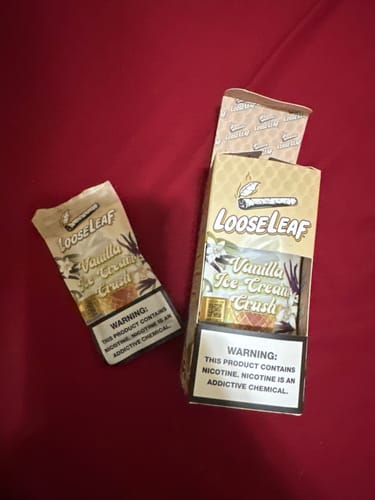 LOOSELEAF
Vanilla
Ice Cream
Crush
WARNING:
THIS PRODUCT CONTAINS
NICOTINE. NICOTINE IS AN
ADDICTIVE CHEMICAL.
LOOSELEAF
Vanilla
Ice Cream
Crush
WARNING:
THIS PRODUCT CONTAINS
NICOTINE. NICOTINE IS AN
ADDICTIVE CHEMICAL.